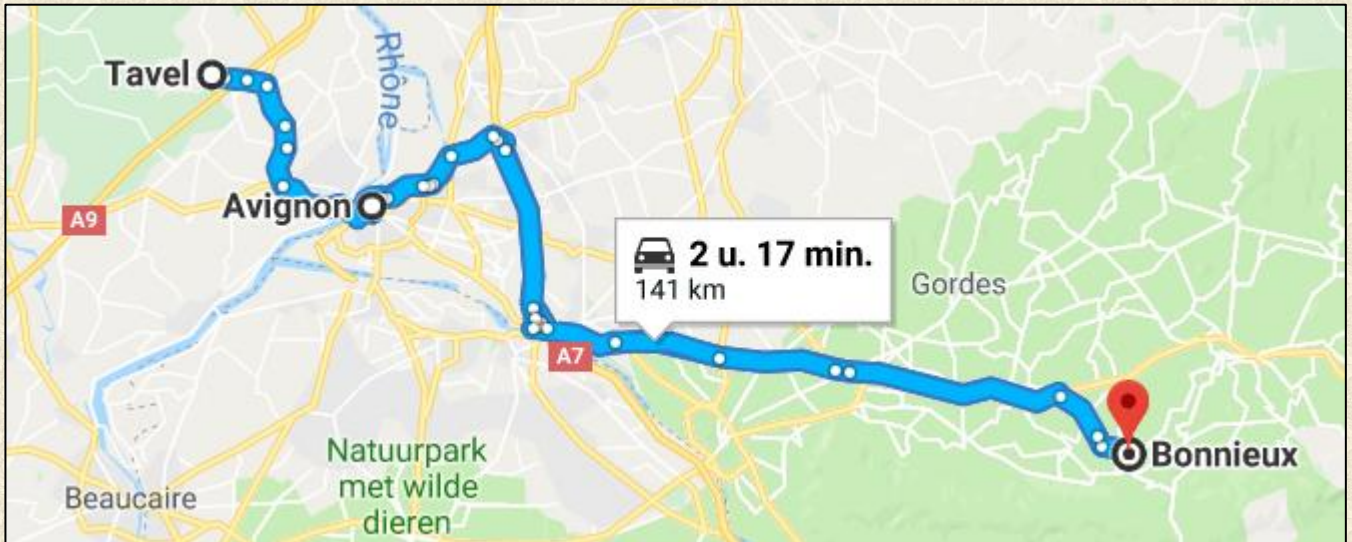 Tavel
Rhône
Avignon
A9
2 u. 17 min.
141 km
Gordes
A7
Natuurpark
met wilde
dieren
Beaucaire
Bonnieux